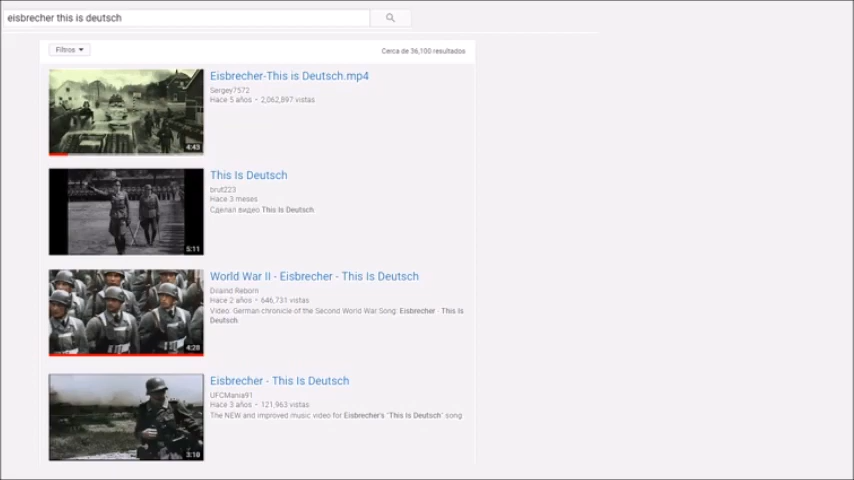 eisbrecher this is deutsch
Filtros
Cerca de 36,100 resultados
Eisbrecher-This is Deutsch.mp4
Sergey7572
Hace 5 años - 2,062,897 vistas
4:43
This Is Deutsch
brut223
Hace 3 meses
Сделал видео This Is Deutsch
5:11
World War II - Eisbrecher - This Is Deutsch
Dilaind Reborn
Hace 2 años - 646,731 vistas
Video: German chronicle of the Second World War Song: Eisbrecher - This Is
Deutsch
4:28
Eisbrecher - This Is Deutsch
UFCMania91
Hace 3 años - 121,963 vistas
The NEW and improved music video for Eisbrecher's "This Is Deutsch" song
3:18